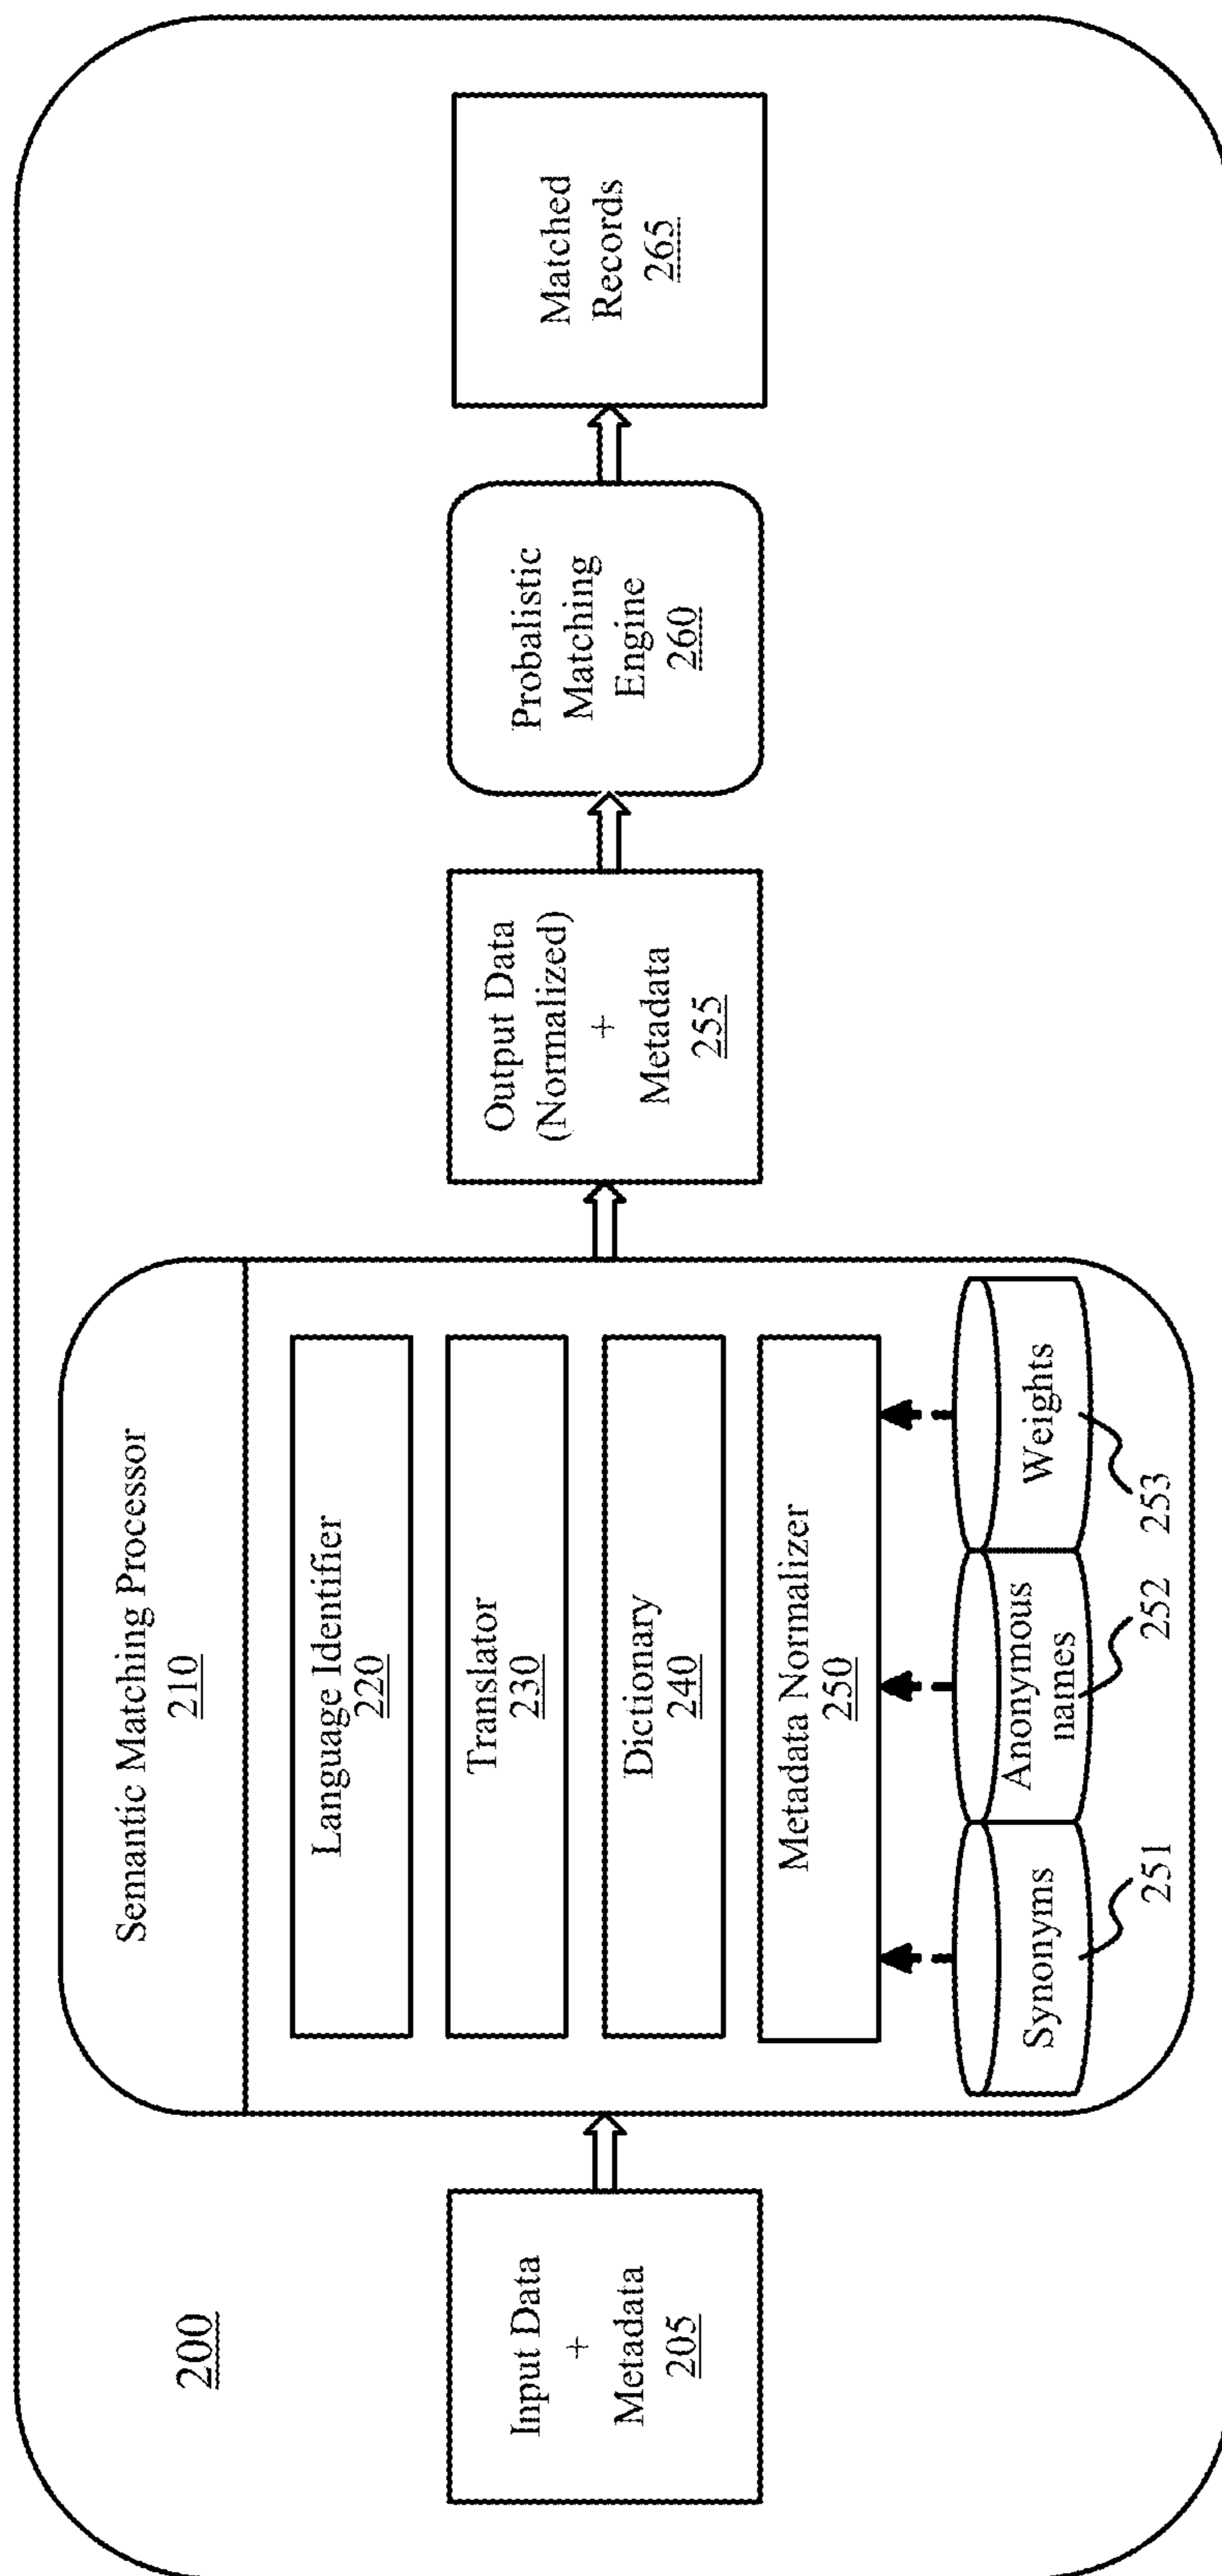 200
Input Data
+
Metadata
205
Semantic Matching Processor
210
Language Identifier
220
Translator
230
Dictionary
240
Metadata Normalizer
250
Synonyms
Anonymous
names
Weights
251
252
253
Output Data
(Normalized)
+
Metadata
255
Probalistic
Matching
Engine
260
Matched
Records
265